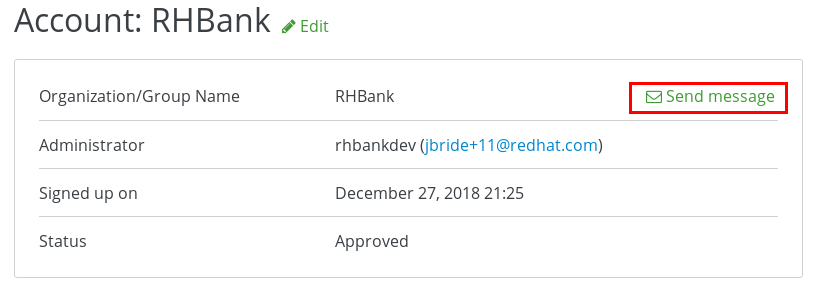 Account: RHBank Edit
Organization/Group Name RHBank Send message
Administrator rhbankdev (jbride+11@redhat.com)
Signed up on December 27, 2018 21:25
Status Approved